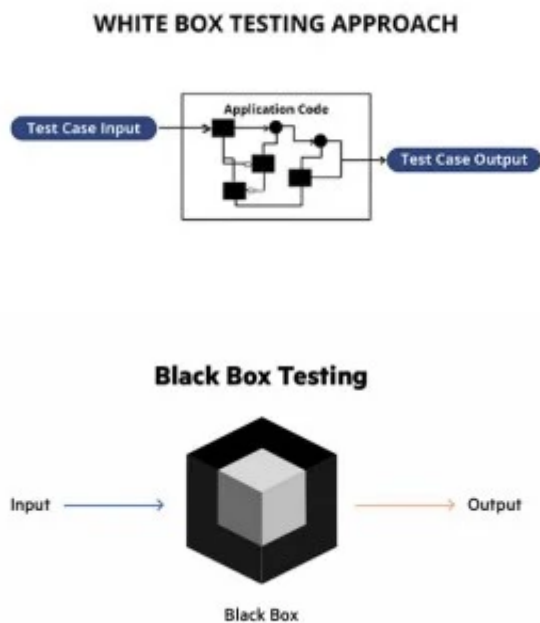 WHITE BOX TESTING APPROACH
Application Code
Test Case Input
Test Case Output
Black Box Testing
Input
Output
Black Box